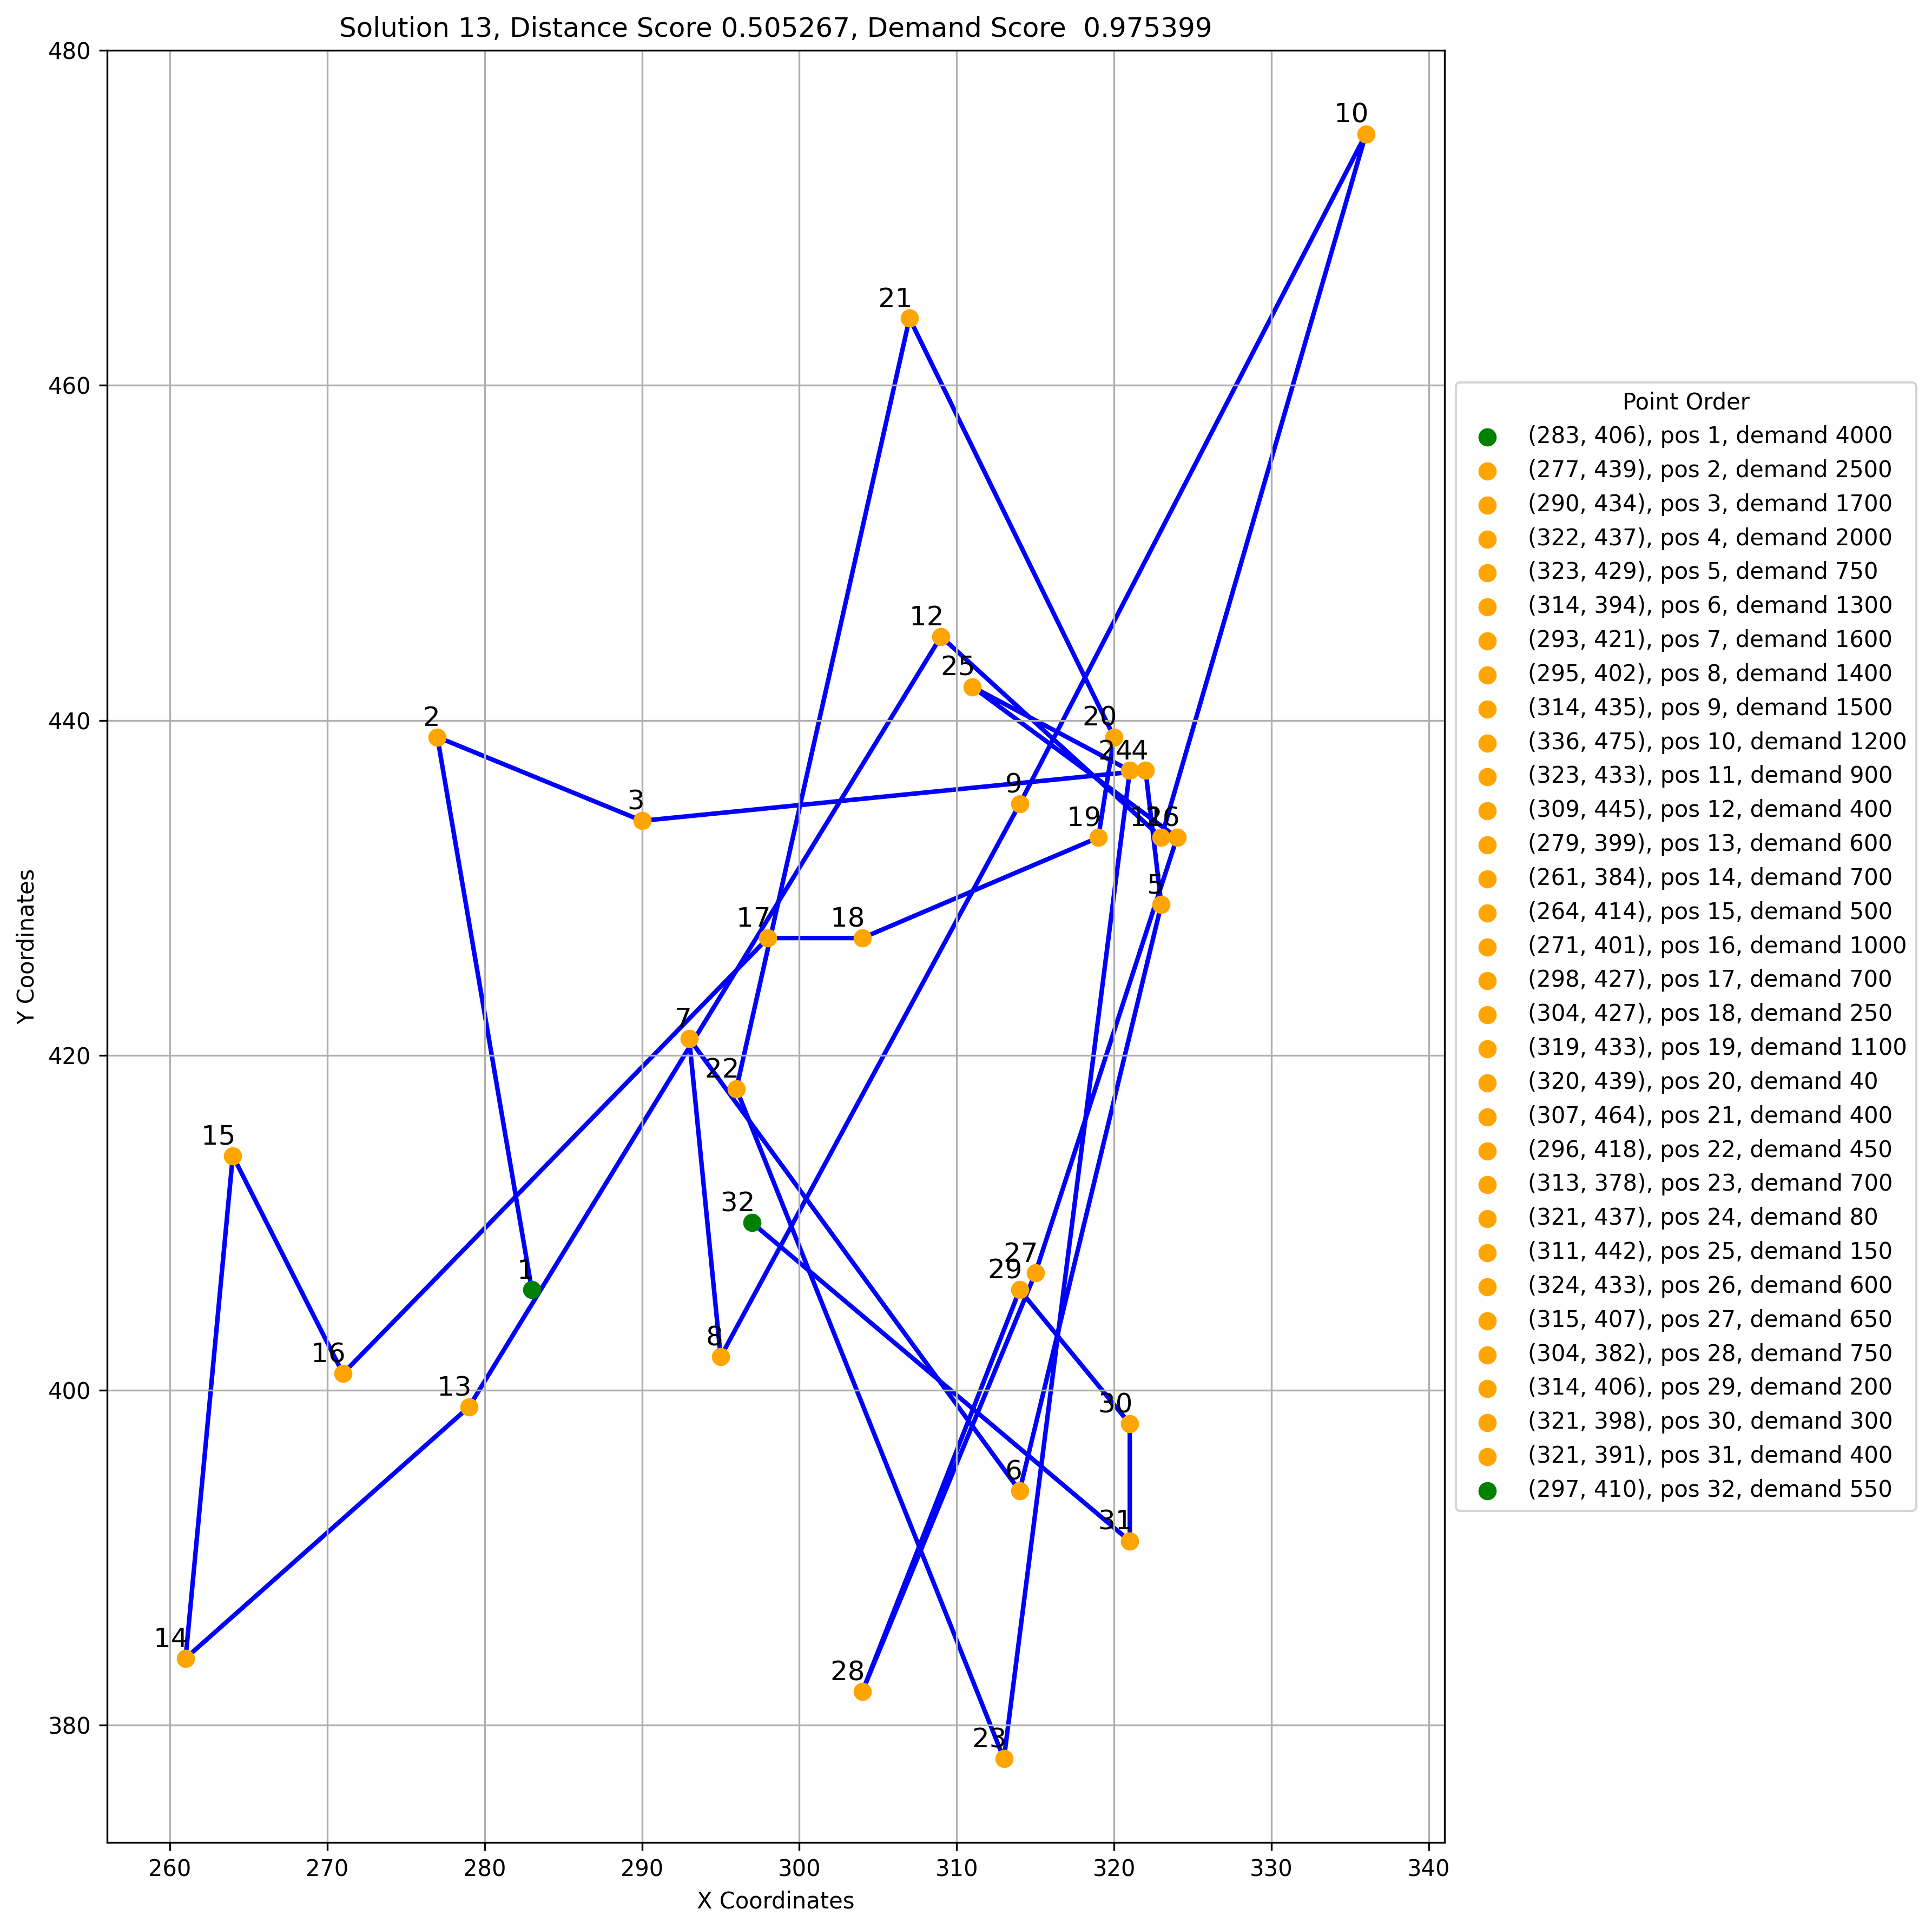 Solution 13, Distance Score 0.505267, Demand Score  0.975399
Y Coordinates
480
460
440
420
400
380
260
270
280
290
300
310
320
330
340
X Coordinates
10
21
12
25
2
20
24
4
3
9
19
11
26
5
17
18
7
22
15
32
27
29
1
8
16
13
30
6
31
14
28
23
Point Order
(283, 406), pos 1, demand 4000
(277, 439), pos 2, demand 2500
(290, 434), pos 3, demand 1700
(322, 437), pos 4, demand 2000
(323, 429), pos 5, demand 750
(314, 394), pos 6, demand 1300
(293, 421), pos 7, demand 1600
(295, 402), pos 8, demand 1400
(314, 435), pos 9, demand 1500
(336, 475), pos 10, demand 1200
(323, 433), pos 11, demand 900
(309, 445), pos 12, demand 400
(279, 399), pos 13, demand 600
(261, 384), pos 14, demand 700
(264, 414), pos 15, demand 500
(271, 401), pos 16, demand 1000
(298, 427), pos 17, demand 700
(304, 427), pos 18, demand 250
(319, 433), pos 19, demand 1100
(320, 439), pos 20, demand 40
(307, 464), pos 21, demand 400
(296, 418), pos 22, demand 450
(313, 378), pos 23, demand 700
(321, 437), pos 24, demand 80
(311, 442), pos 25, demand 150
(324, 433), pos 26, demand 600
(315, 407), pos 27, demand 650
(304, 382), pos 28, demand 750
(314, 406), pos 29, demand 200
(321, 398), pos 30, demand 300
(321, 391), pos 31, demand 400
(297, 410), pos 32, demand 550